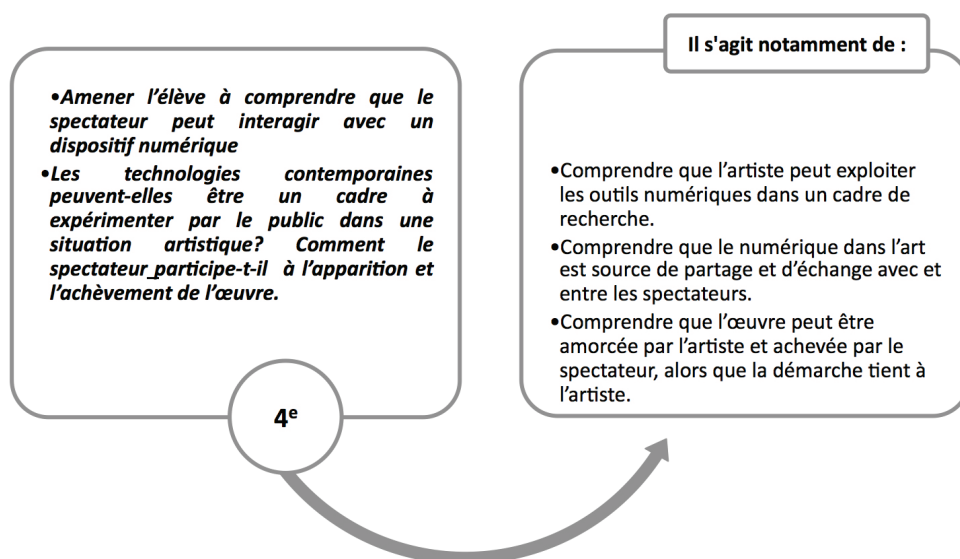 •Amener l’élève à comprendre que le
spectateur peut interagir avec un
dispositif numérique
•Les technologies contemporaines
peuvent-elles être un cadre à
expérimenter par le public dans une
situation artistique? Comment le
spectateur_participe-t-il à l’apparition et
l’achèvement de l’œuvre.
4e
Il s'agit notamment de :
•Comprendre que l’artiste peut exploiter
les outils numériques dans un cadre de
recherche.
•Comprendre que le numérique dans l’art
est source de partage et d’échange avec et
entre les spectateurs.
•Comprendre que l’œuvre peut être
amorcée par l’artiste et achevée par le
spectateur, alors que la démarche tient à
l’artiste.